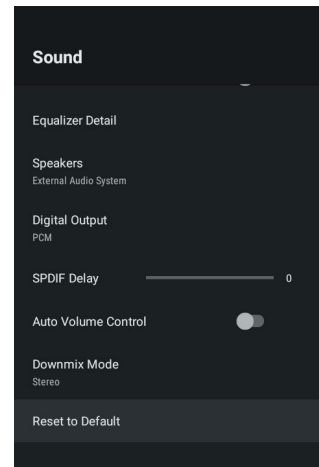 Sound
Equalizer Detail
Speakers
External Audio System
Digital Output
PCM
SPDIF Delay 0
Auto Volume Control
Downmix Mode
Stereo
Reset to Default